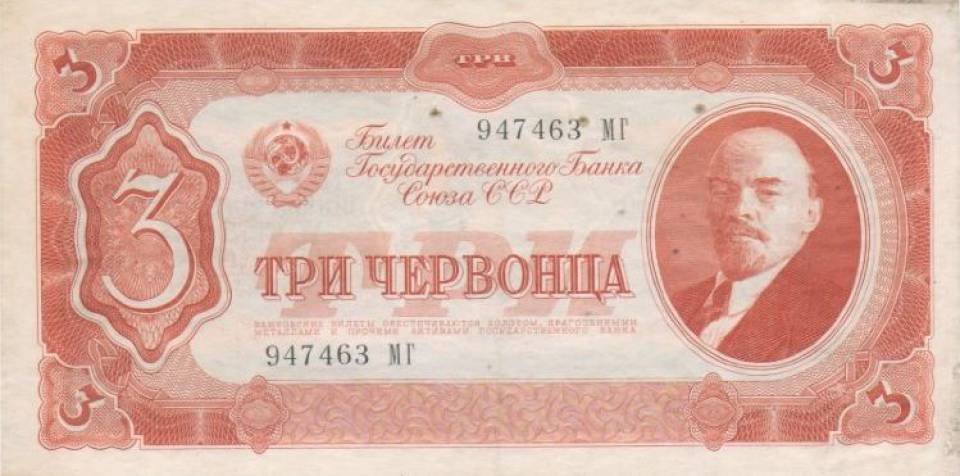 3 ТРИ 3
Билет 947463 МГ
Государственного Банка
Союза ССР
3
ТРИ
ТРИ ЧЕРВОНЦА
БАНКОВСКИЕ БИЛЕТЫ ОБЕСПЕЧИВАЮТСЯ ЗОЛОТОМ, ДРАГОЦЕННЫМИ
МЕТАЛЛАМИ И ПРОЧИМИ АКТИВАМИ ГОСУДАРСТВЕННОГО БАНКА
947463 МГ
3 3